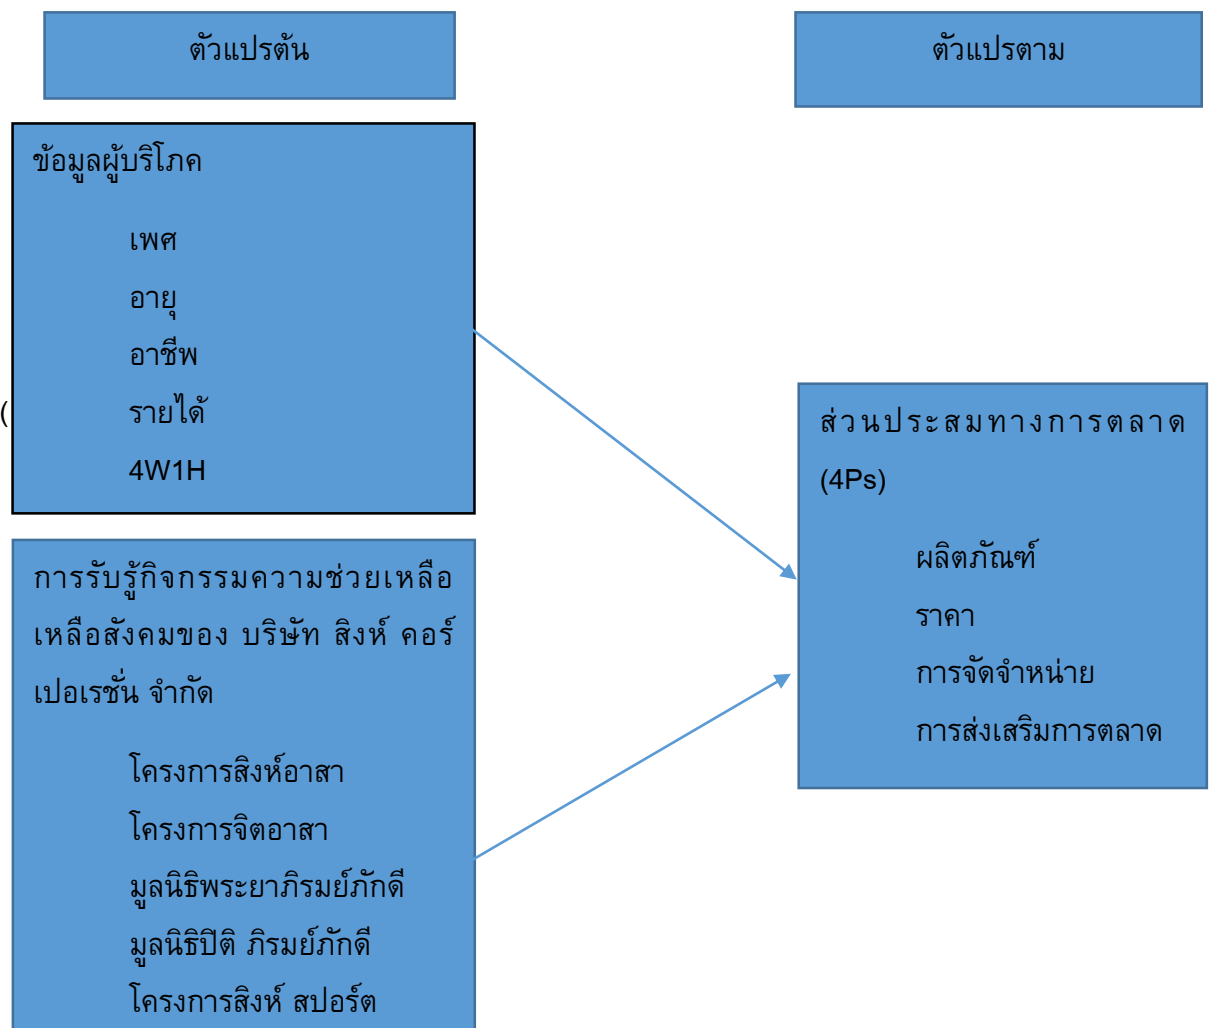 ตัวแปรต้น
ตัวแปรตาม
ข้อมูลผู้บริโภค
เพศ
อายุ
อาชีพ
(
รายได้
4W1H
การรับรู้กิจกรรมความช่วยเหลือ
เหลือสังคมของ บริษัท สิงห์ คอร์
เปอเรชั่น จำกัด
โครงการสิงห์อาสา
โครงการจิตอาสา
มูลนิธิพระยาภิรมย์ภักดี
มูลนิธิปิติ ภิรมย์ภักดี
โครงการสิงห์ สปอร์ต
ส่วนประสมทางการตลาด
(4Ps)
ผลิตภัณฑ์
ราคา
การจัดจำหน่าย
การส่งเสริมการตลาด